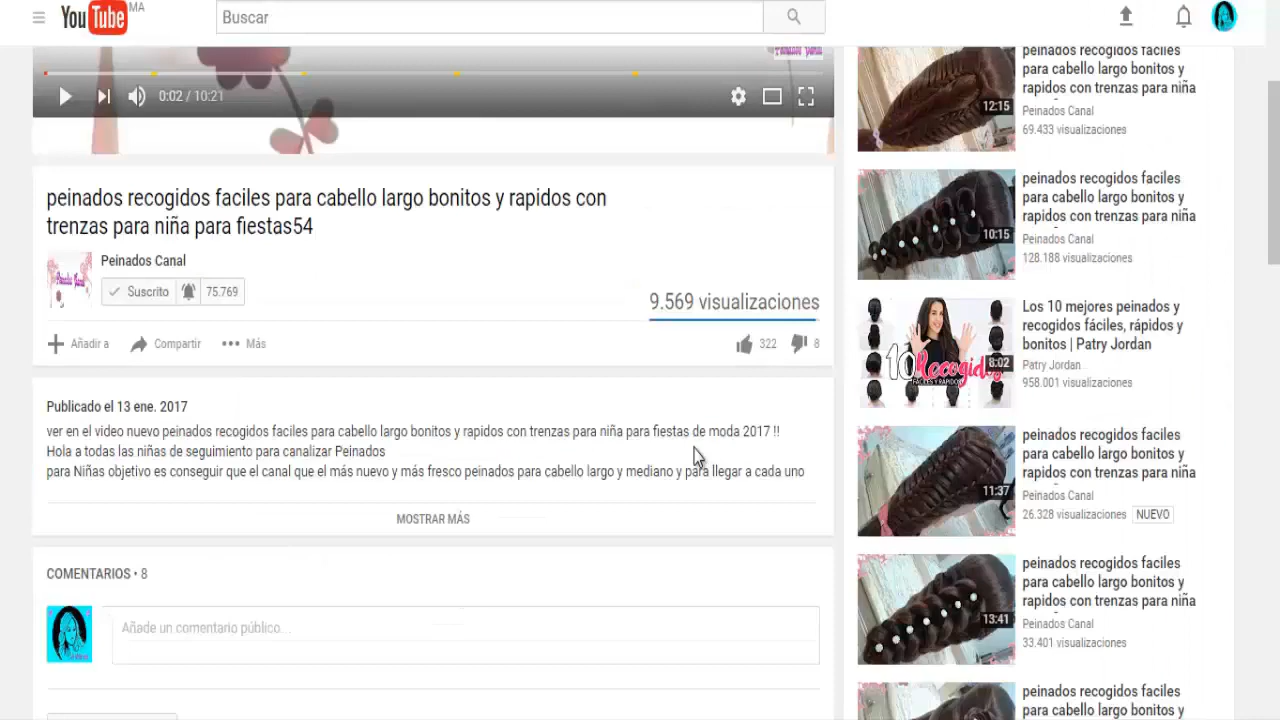 YouTube MA
Buscar
Peinados Canal
0:02 / 10:21
peinados recogidos faciles para cabello largo bonitos y rapidos con
trenzas para niña para fiestas54
Peinados Canal
Peinados Canal
Suscrito 75.769
9.569 visualizaciones
Añadir a Compartir Más 322 8
Publicado el 13 ene. 2017
ver en el video nuevo peinados recogidos faciles para cabello largo bonitos y rapidos con trenzas para niña para fiestas de moda 2017 !!
Hola a todas las niñas de seguimiento para canalizar Peinados
para Niñas objetivo es conseguir que el canal que el más nuevo y más fresco peinados para cabello largo y mediano y para llegar a cada uno
MOSTRAR MÁS
COMENTARIOS • 8
Añade un comentario público...
peinados recogidos faciles
para cabello largo bonitos y
rapidos con trenzas para niña
12:15
Peinados Canal
69.433 visualizaciones
peinados recogidos faciles
para cabello largo bonitos y
rapidos con trenzas para niña
10:15
Peinados Canal
128.188 visualizaciones
Los 10 mejores peinados y
recogidos fáciles, rápidos y
bonitos | Patry Jordan
10 Recogidos
FÁCILES Y RÁPIDOS
8:02
Patry Jordan
958.001 visualizaciones
peinados recogidos faciles
para cabello largo bonitos y
rapidos con trenzas para niña
11:37
Peinados Canal
26.328 visualizaciones NUEVO
peinados recogidos faciles
para cabello largo bonitos y
rapidos con trenzas para niña
13:41
Peinados Canal
33.401 visualizaciones
peinados recogidos faciles
para cabello largo bonitos y